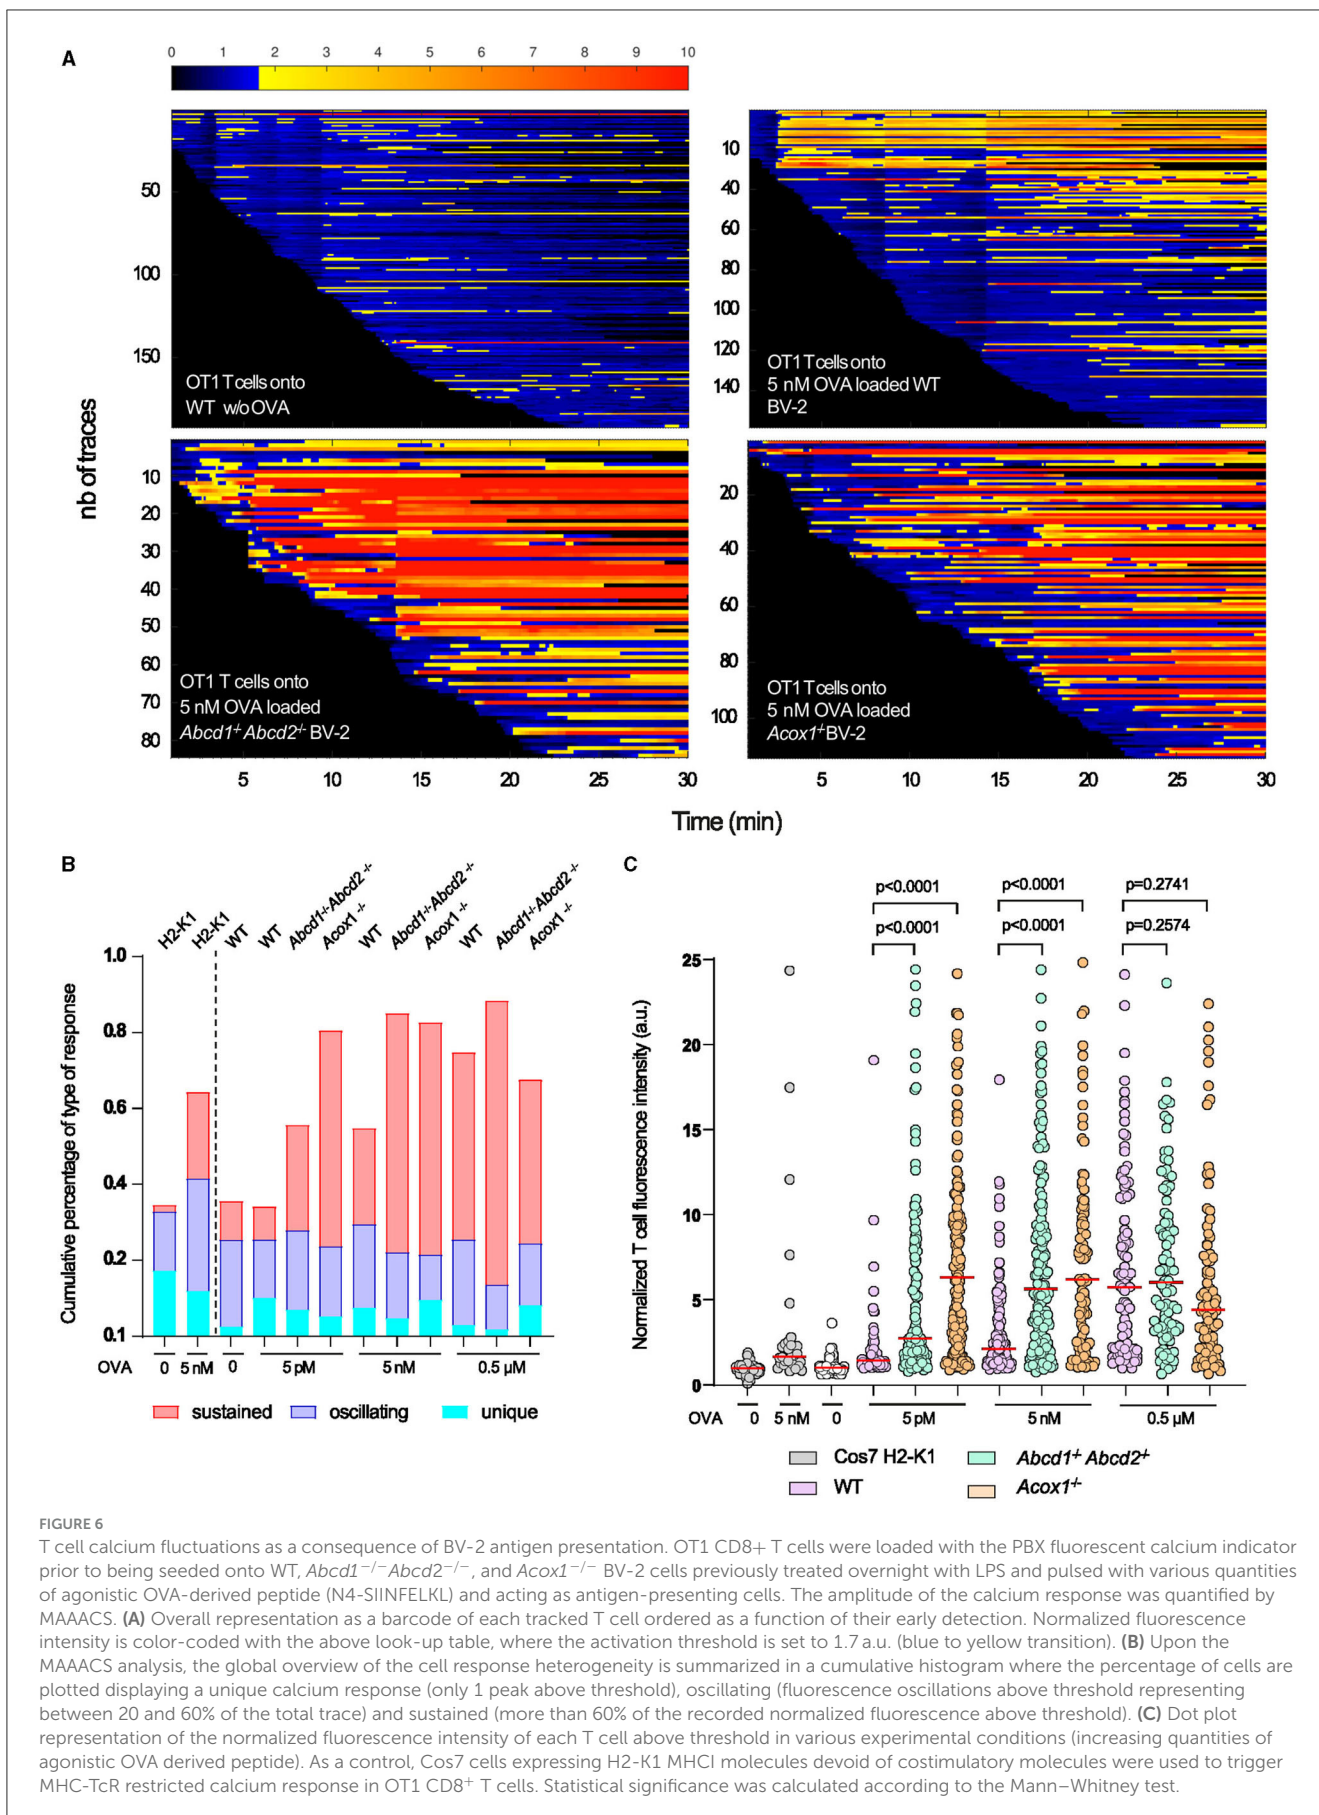 A
0 1 2 3 4 5 6 7 8 9 10
nb of traces
50
100
150
OT1 T cells onto
WT w/o OVA
10
40
60
80
100
120
140
OT1 T cells onto
5 nM OVA loaded WT
BV-2
10
20
30
40
50
60
70
80
OT1 T cells onto
5 nM OVA loaded
Abcd1-/- Abcd2-/- BV-2
20
40
60
80
100
OT1 T cells onto
5 nM OVA loaded
Acox1-/- BV-2
5 10 15 20 25 30
5 10 15 20 25 30
Time (min)
B
H2-K1 H2-K1 WT WT Abcd1-/-Abcd2-/- Acox1-/- WT Abcd1-/-Abcd2-/- Acox1-/- WT Abcd1-/-Abcd2-/- Acox1-/-
Cumulative percentage of type of response
1.0
0.8
0.6
0.4
0.2
0.1
OVA 0 5 nM 0 5 pM 5 nM 0.5 µM
sustained oscillating unique
C
p<0.0001 p<0.0001 p=0.2741
p<0.0001 p<0.0001 p=0.2574
Normalized T cell fluorescence intensity (a.u.)
25
20
15
10
5
0
OVA 0 5 nM 0 5 pM 5 nM 0.5 µM
Cos7 H2-K1 Abcd1-/- Abcd2-/-
WT Acox1-/-
FIGURE 6
T cell calcium fluctuations as a consequence of BV-2 antigen presentation. OT1 CD8+ T cells were loaded with the PBX fluorescent calcium indicator
prior to being seeded onto WT, Abcd1−/−Abcd2−/−, and Acox1−/− BV-2 cells previously treated overnight with LPS and pulsed with various quantities
of agonistic OVA-derived peptide (N4-SIINFELKL) and acting as antigen-presenting cells. The amplitude of the calcium response was quantified by
MAAACS. (A) Overall representation as a barcode of each tracked T cell ordered as a function of their early detection. Normalized fluorescence
intensity is color-coded with the above look-up table, where the activation threshold is set to 1.7 a.u. (blue to yellow transition). (B) Upon the
MAAACS analysis, the global overview of the cell response heterogeneity is summarized in a cumulative histogram where the percentage of cells are
plotted displaying a unique calcium response (only 1 peak above threshold), oscillating (fluorescence oscillations above threshold representing
between 20 and 60% of the total trace) and sustained (more than 60% of the recorded normalized fluorescence above threshold). (C) Dot plot
representation of the normalized fluorescence intensity of each T cell above threshold in various experimental conditions (increasing quantities of
agonistic OVA derived peptide). As a control, Cos7 cells expressing H2-K1 MHCI molecules devoid of costimulatory molecules were used to trigger
MHC-TcR restricted calcium response in OT1 CD8+ T cells. Statistical significance was calculated according to the Mann–Whitney test.